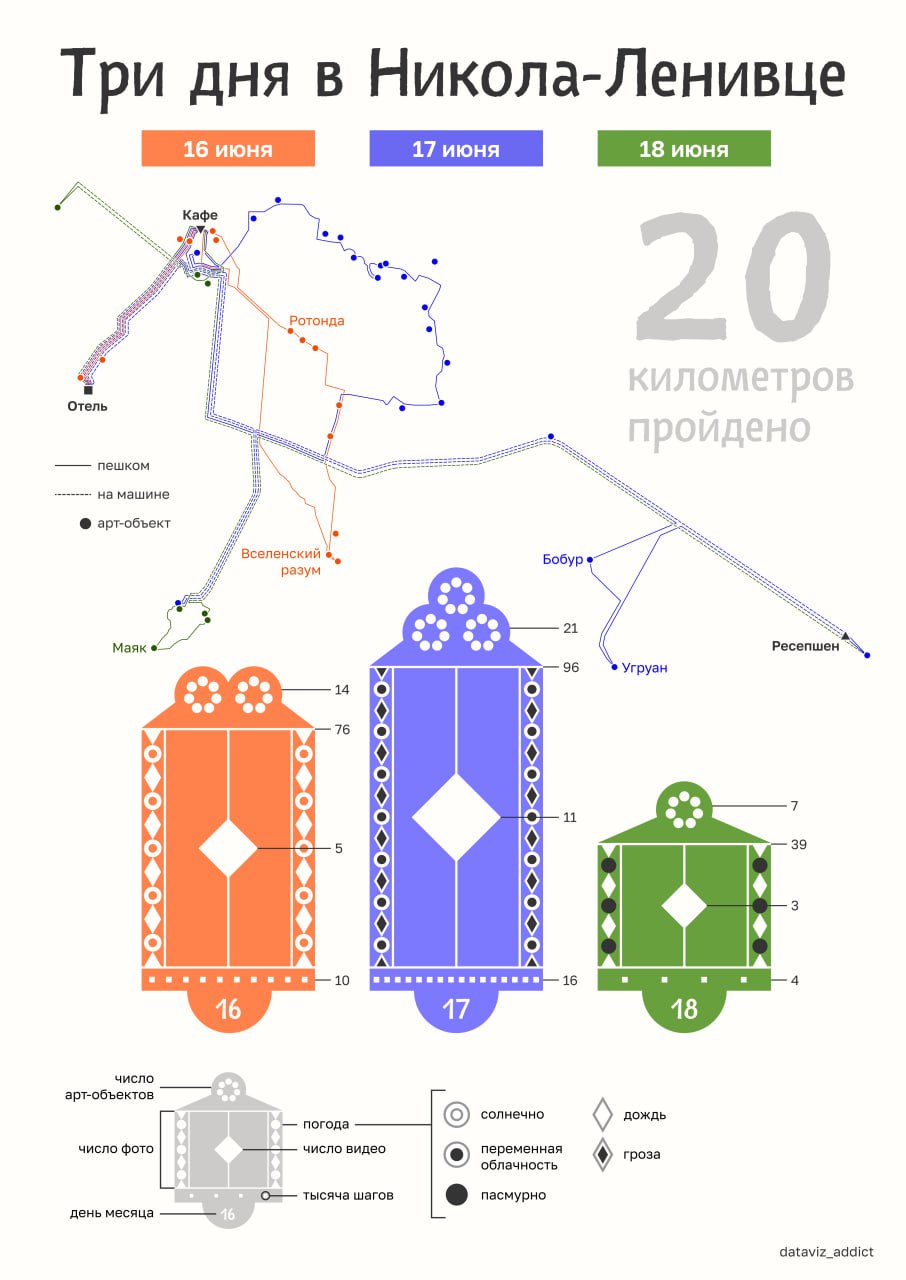 Три дня в Никола-Ленивце
16 июня
17 июня
18 июня
Кафе
20
километров
пройдено
Ротонда
Отель
пешком
на машине
арт-объект
Вселенский
разум
Бобур
Маяк
Ресепшен
Угруан
21
96
14
76
7
39
5
11
3
10
16
4
16
17
18
число
арт-объектов
погода
число фото
число видео
тысяча шагов
день месяца
16
солнечно
дождь
переменная
облачность
гроза
пасмурно
dataviz_addict